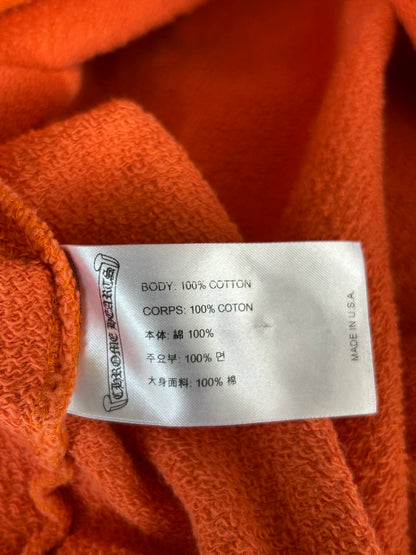 CHROME HEARTS
BODY: 100% COTTON
CORPS: 100% COTON
本体: 綿 100%
주요부: 100% 면
大身面料: 100% 棉
MADE IN U.S.A.